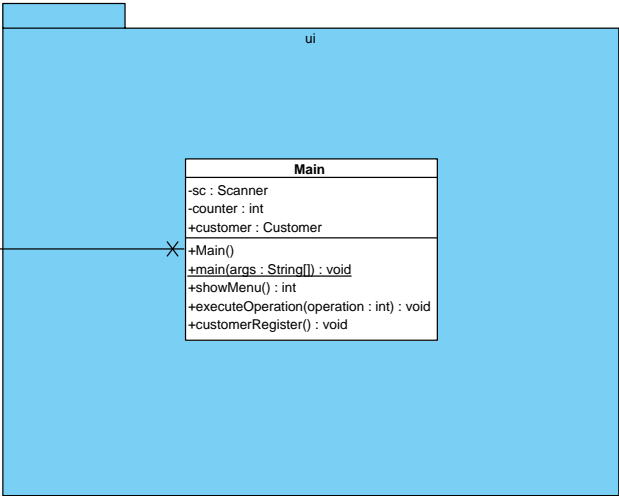 ui
Main
-sc : Scanner
-counter : int
+customer : Customer
+Main()
+main(args : String[]) : void
+showMenu() : int
+executeOperation(operation : int) : void
+customerRegister() : void